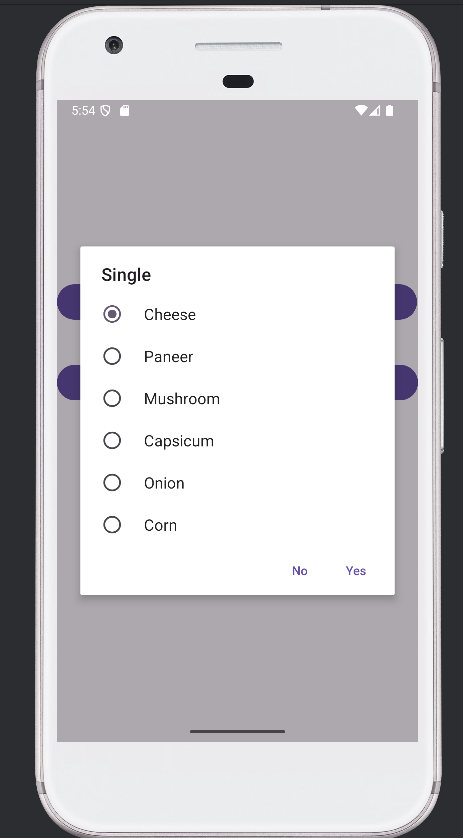 5:54
Single
Cheese
Paneer
Mushroom
Capsicum
Onion
Corn
No Yes